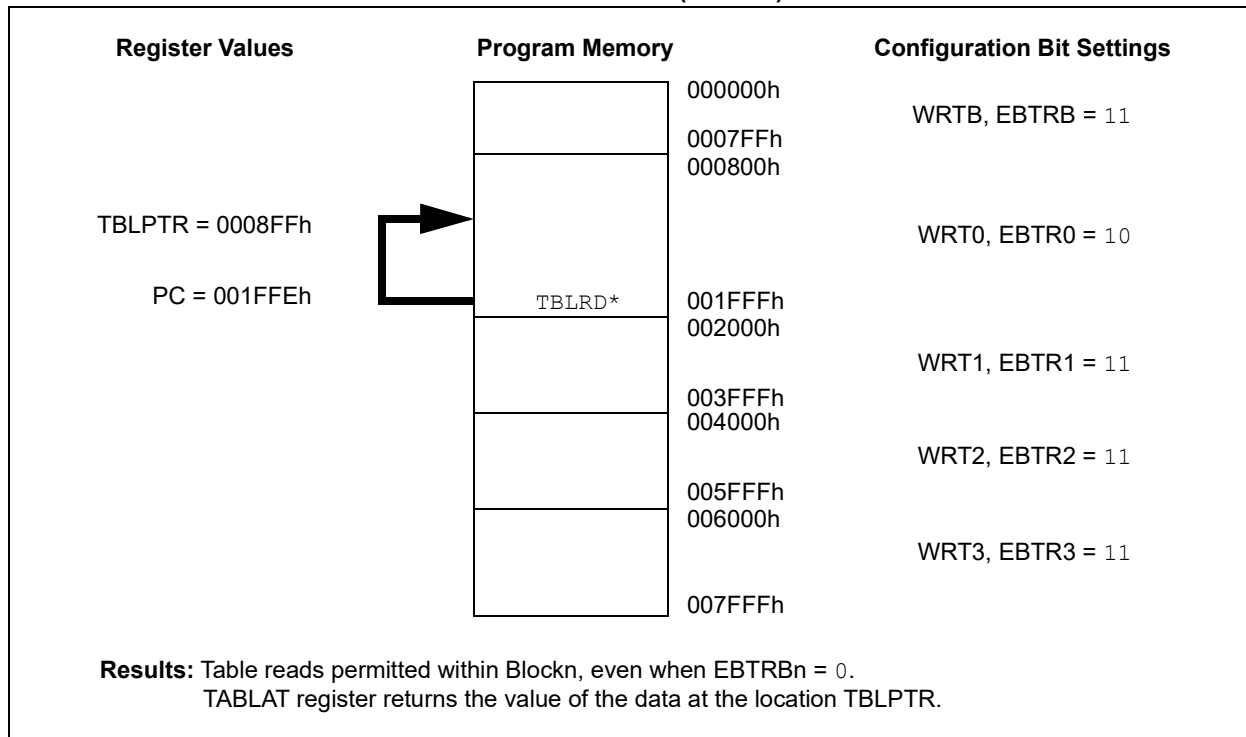 Register Values Program Memory Configuration Bit Settings
000000h
WRTB, EBTRB = 11
0007FFh
000800h
TBLPTR = 0008FFh
WRT0, EBTR0 = 10
PC = 001FFEh
TBLRD*
001FFFh
002000h
WRT1, EBTR1 = 11
003FFFh
004000h
WRT2, EBTR2 = 11
005FFFh
006000h
WRT3, EBTR3 = 11
007FFFh
Results: Table reads permitted within Blockn, even when EBTRBn = 0.
TABLAT register returns the value of the data at the location TBLPTR.